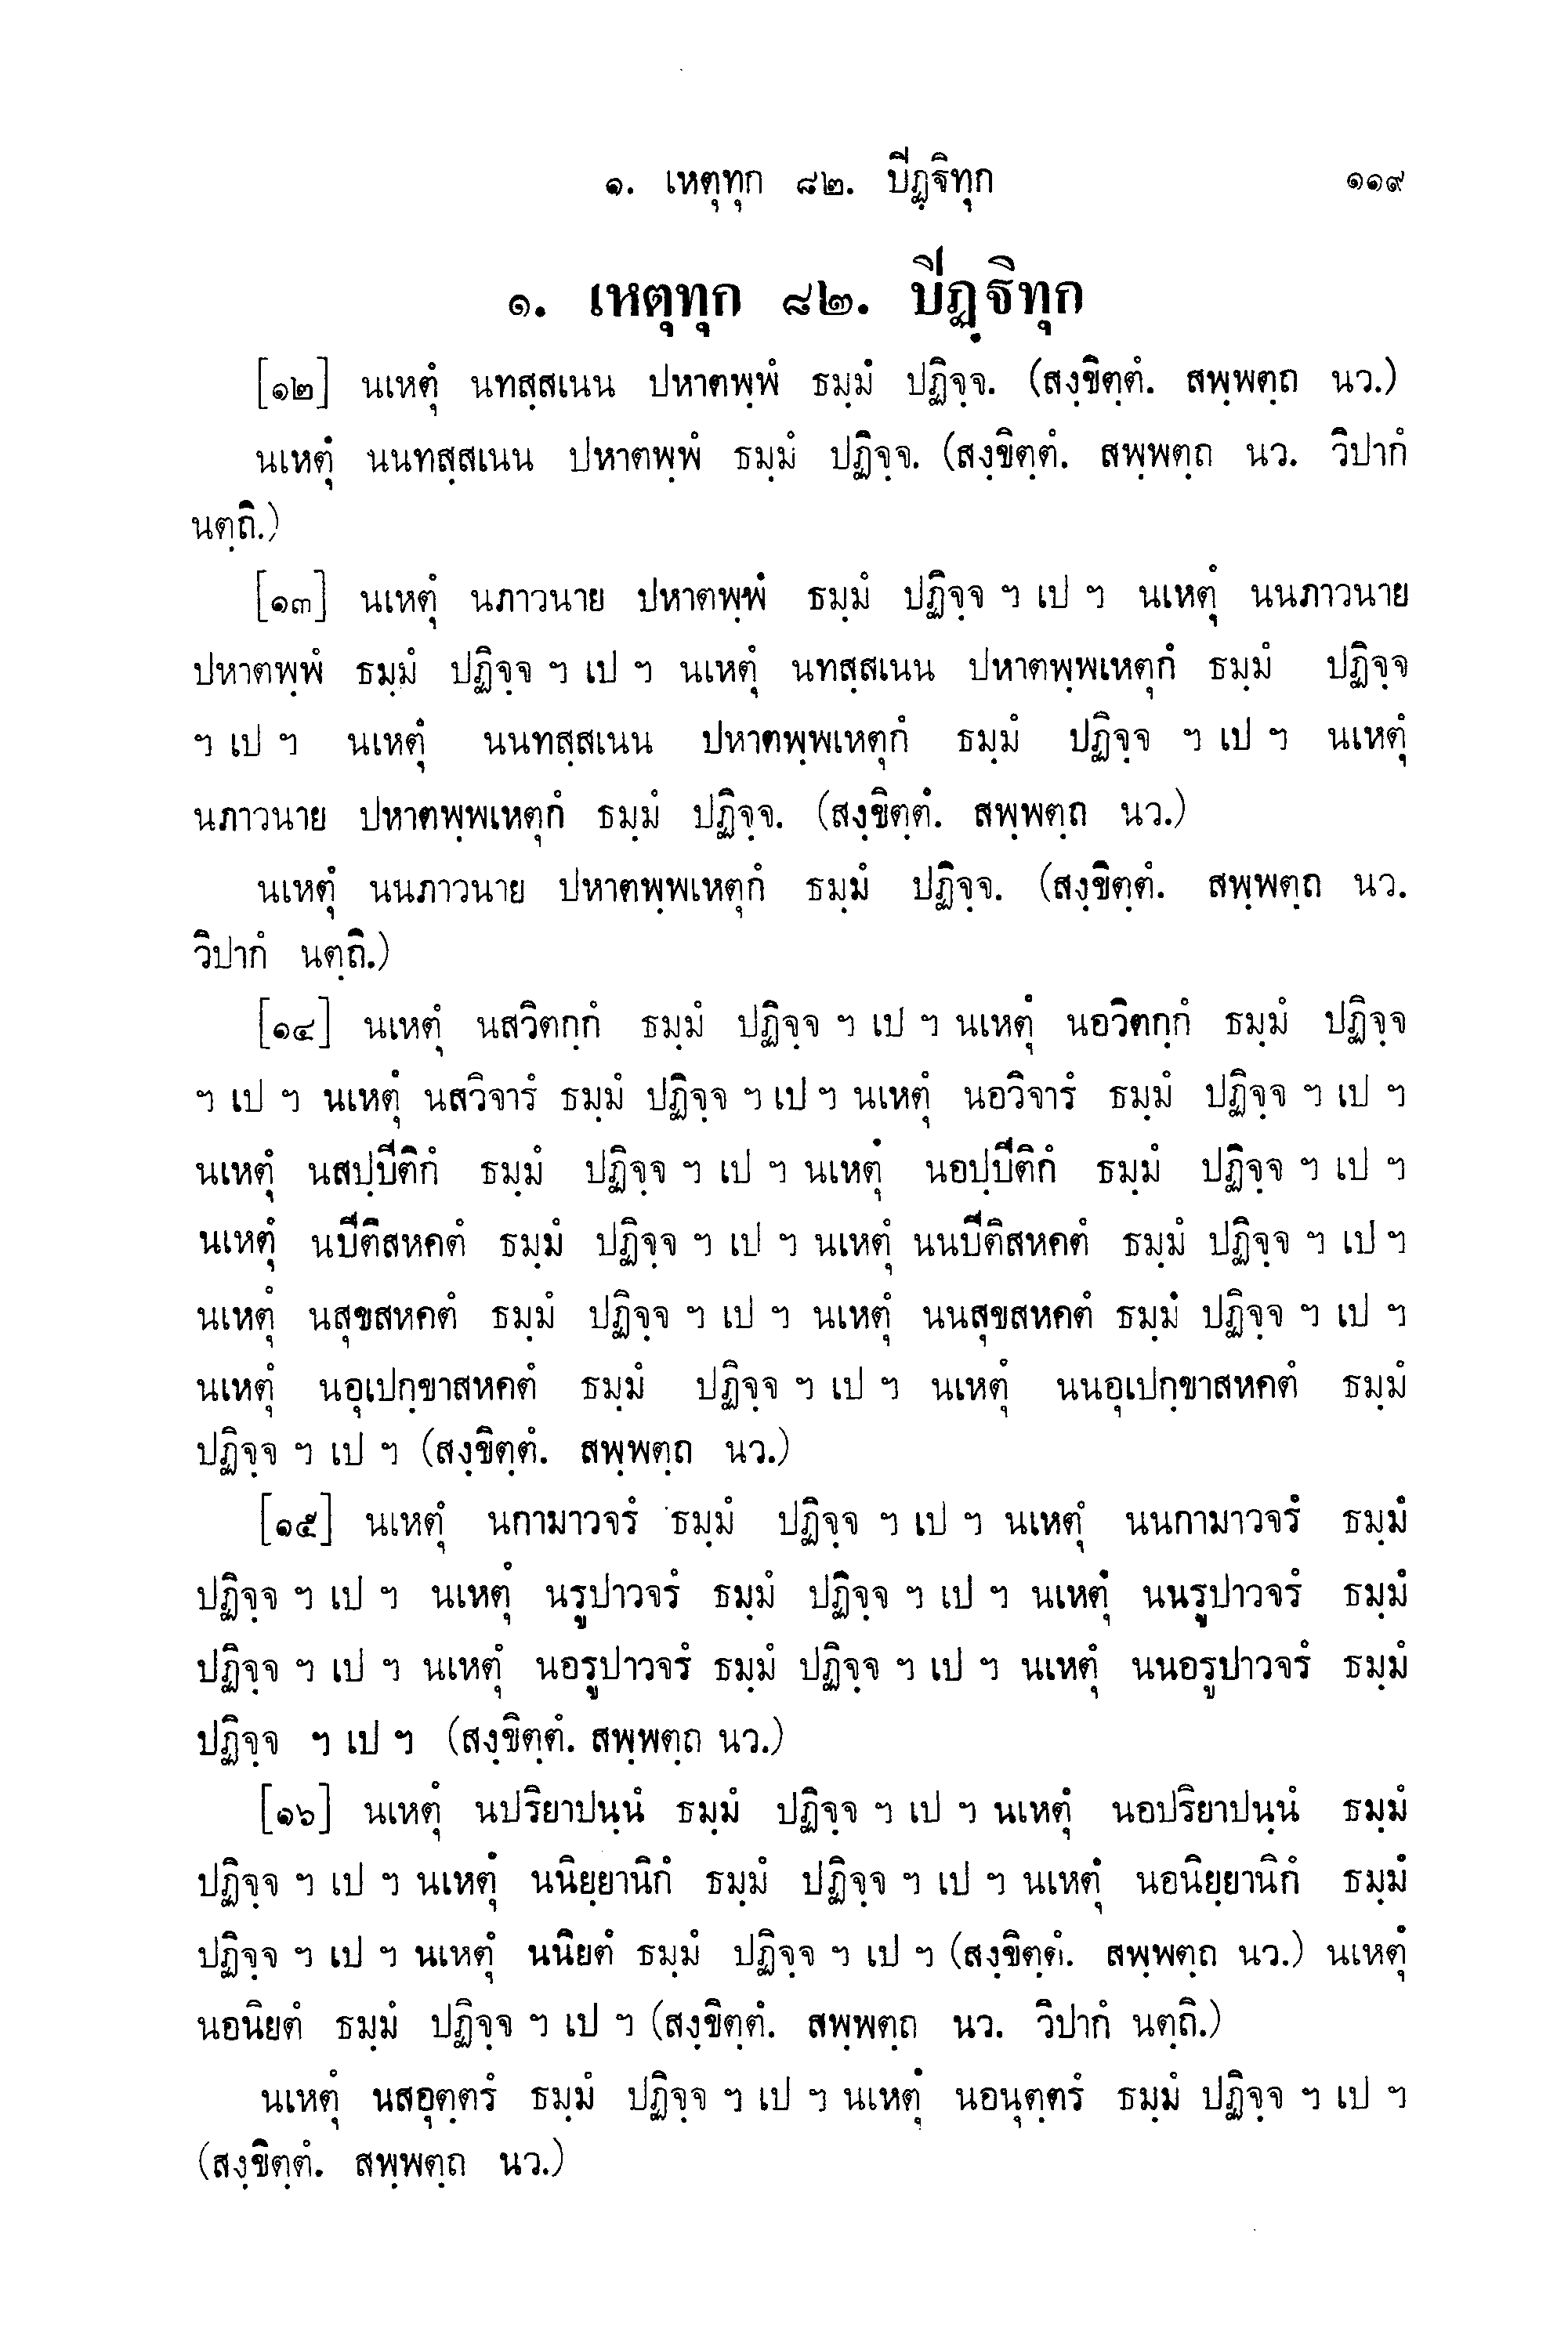 ๑. เหตุทุก ๘๒. ปีฏฺฐิทุก ๑๑๙
๑. เหตุทุก ๘๒. ปีฏฺฐิทุก
[๑๒] นเหตุํ นทสฺสเนน ปหาตพฺพํ ธมฺมํ ปฏิจฺจ. (สงฺขิตฺตํ. สพฺพตฺถ นว.)
นเหตุํ นนทสฺสเนน ปหาตพฺพํ ธมฺมํ ปฏิจฺจ. (สงฺขิตฺตํ. สพฺพตฺถ นว. วิปากํ
นตฺถิ.)
[๑๓] นเหตุํ นภาวนาย ปหาตพฺพํ ธมฺมํ ปฏิจฺจ ฯ เป ฯ นเหตุํ นนภาวนาย
ปหาตพฺพํ ธมฺมํ ปฏิจฺจ ฯ เป ฯ นเหตุํ นทสฺสเนน ปหาตพฺพเหตุกํ ธมฺมํ ปฏิจฺจ
ฯ เป ฯ นเหตุํ นนทสฺสเนน ปหาตพฺพเหตุกํ ธมฺมํ ปฏิจฺจ ฯ เป ฯ นเหตุํ
นภาวนาย ปหาตพฺพเหตุกํ ธมฺมํ ปฏิจฺจ. (สงฺขิตฺตํ. สพฺพตฺถ นว.)
นเหตุํ นนภาวนาย ปหาตพฺพเหตุกํ ธมฺมํ ปฏิจฺจ. (สงฺขิตฺตํ. สพฺพตฺถ นว.
วิปากํ นตฺถิ.)
[๑๔] นเหตุํ นสวิตกฺกํ ธมฺมํ ปฏิจฺจ ฯ เป ฯ นเหตุํ นอวิตกฺกํ ธมฺมํ ปฏิจฺจ
ฯ เป ฯ นเหตุํ นสวิจารํ ธมฺมํ ปฏิจฺจ ฯ เป ฯ นเหตุํ นอวิจารํ ธมฺมํ ปฏิจฺจ ฯ เป ฯ
นเหตุํ นสปฺปีติกํ ธมฺมํ ปฏิจฺจ ฯ เป ฯ นเหตุํ นอปฺปีติกํ ธมฺมํ ปฏิจฺจ ฯ เป ฯ
นเหตุํ นปีติสหคตํ ธมฺมํ ปฏิจฺจ ฯ เป ฯ นเหตุํ นนปีติสหคตํ ธมฺมํ ปฏิจฺจ ฯ เป ฯ
นเหตุํ นสุขสหคตํ ธมฺมํ ปฏิจฺจ ฯ เป ฯ นเหตุํ นนสุขสหคตํ ธมฺมํ ปฏิจฺจ ฯ เป ฯ
นเหตุํ นอุเปกฺขาสหคตํ ธมฺมํ ปฏิจฺจ ฯ เป ฯ นเหตุํ นนอุเปกฺขาสหคตํ ธมฺมํ
ปฏิจฺจ ฯ เป ฯ (สงฺขิตฺตํ. สพฺพตฺถ นว.)
[๑๕] นเหตุํ นกามาวจรํ ธมฺมํ ปฏิจฺจ ฯ เป ฯ นเหตุํ นนกามาวจรํ ธมฺมํ
ปฏิจฺจ ฯ เป ฯ นเหตุํ นรูปาวจรํ ธมฺมํ ปฏิจฺจ ฯ เป ฯ นเหตุํ นนรูปาวจรํ ธมฺมํ
ปฏิจฺจ ฯ เป ฯ นเหตุํ นอรูปาวจรํ ธมฺมํ ปฏิจฺจ ฯ เป ฯ นเหตุํ นนอรูปาวจรํ ธมฺมํ
ปฏิจฺจ ฯ เป ฯ (สงฺขิตฺตํ. สพฺพตฺถ นว.)
[๑๖] นเหตุํ นปริยาปนฺนํ ธมฺมํ ปฏิจฺจ ฯ เป ฯ นเหตุํ นอปริยาปนฺนํ ธมฺมํ
ปฏิจฺจ ฯ เป ฯ นเหตุํ นนิยฺยานิกํ ธมฺมํ ปฏิจฺจ ฯ เป ฯ นเหตุํ นอนิยฺยานิกํ ธมฺมํ
ปฏิจฺจ ฯ เป ฯ นเหตุํ นนิยตํ ธมฺมํ ปฏิจฺจ ฯ เป ฯ (สงฺขิตฺตํ. สพฺพตฺถ นว.) นเหตุํ
นอนิยตํ ธมฺมํ ปฏิจฺจ ฯ เป ฯ (สงฺขิตฺตํ. สพฺพตฺถ นว. วิปากํ นตฺถิ.)
นเหตุํ นสอุตฺตรํ ธมฺมํ ปฏิจฺจ ฯ เป ฯ นเหตุํ นอนุตฺตรํ ธมฺมํ ปฏิจฺจ ฯ เป ฯ
(สงฺขิตฺตํ. สพฺพตฺถ นว.)